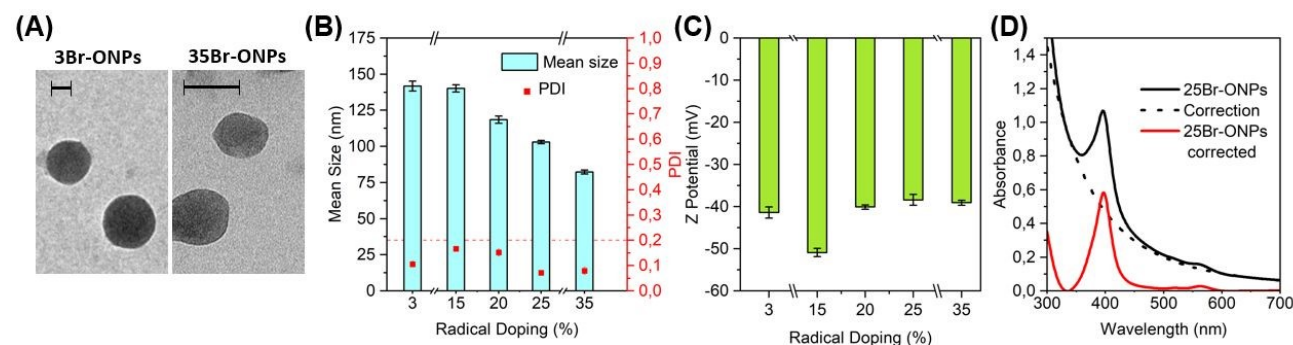 (A)
3Br-ONPs
35Br-ONPs
(B)
175
150
125
100
75
50
25
0
Mean Size (nm)
Mean size
PDI
1,0
0,9
0,8
0,7
0,6
0,5
0,4
0,3
0,2
0,1
0,0
PDI
3
15
20
25
35
Radical Doping (%)
(C)
0
-10
-20
-30
-40
-50
-60
Z Potential (mV)
3
15
20
25
35
Radical Doping (%)
(D)
1,4
1,2
1,0
0,8
0,6
0,4
0,2
0,0
Absorbance
25Br-ONPs
Correction
25Br-ONPs
corrected
300
400
500
600
700
Wavelength (nm)